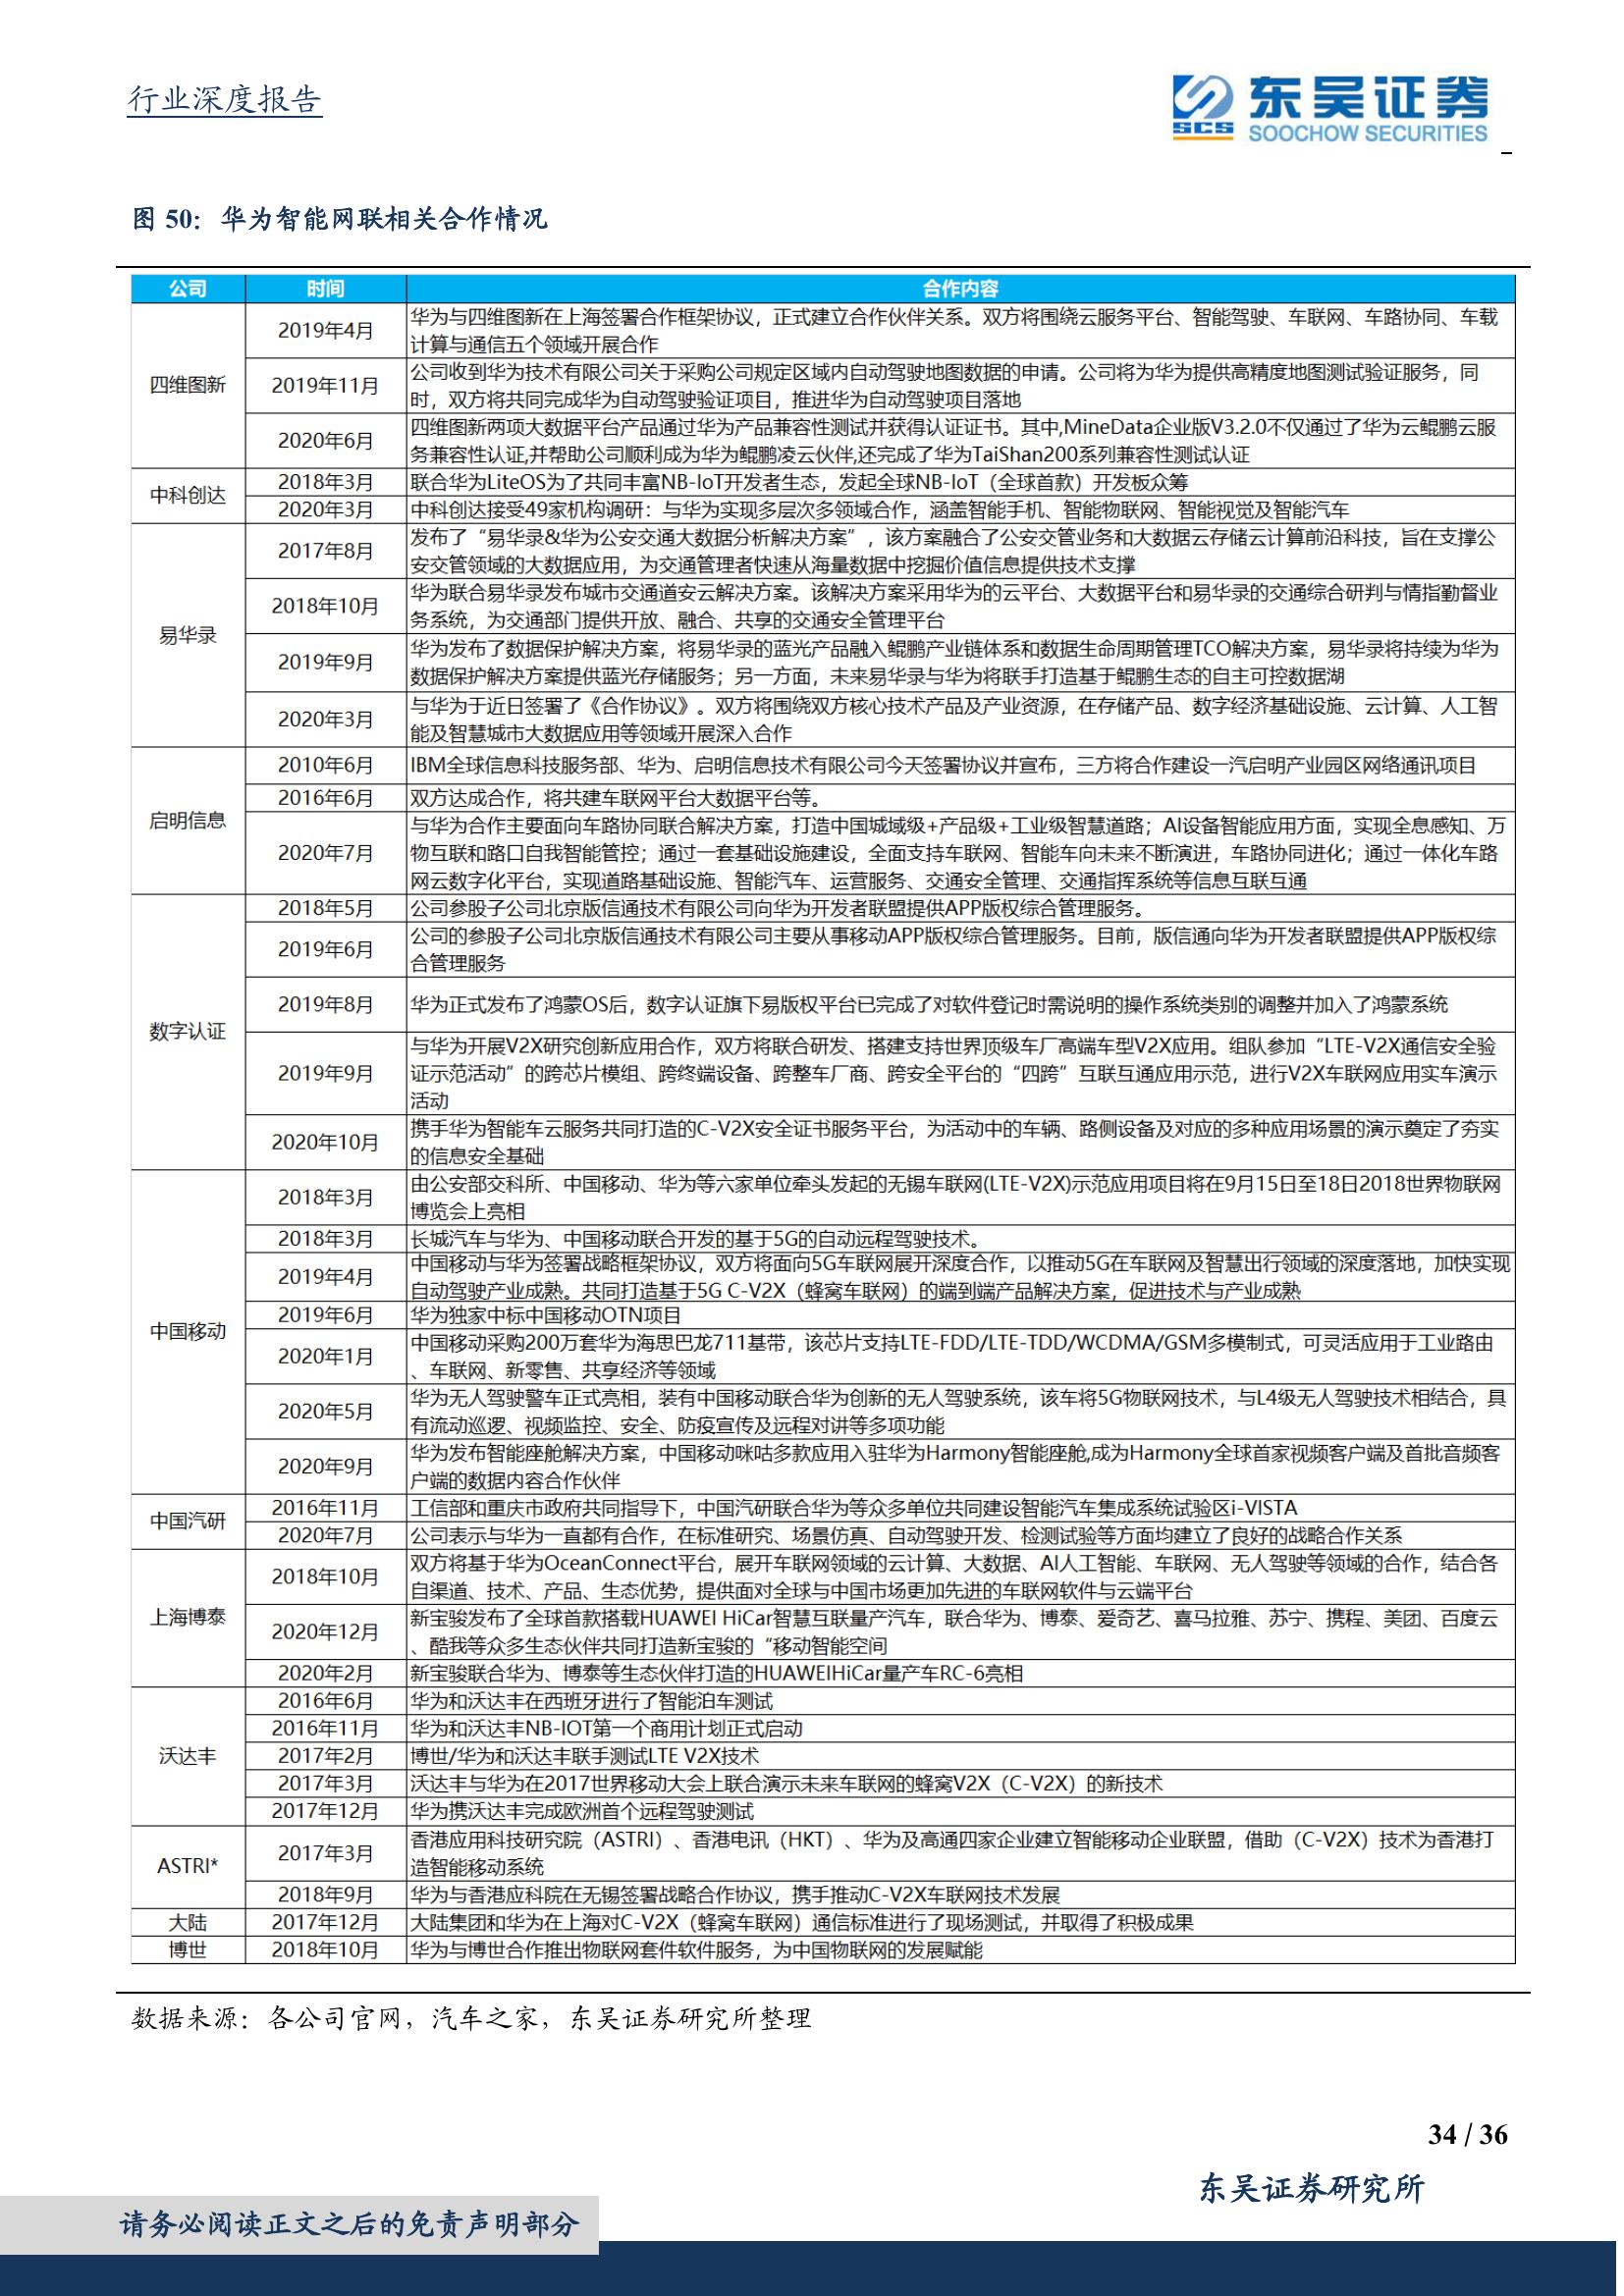 行业深度报告
东吴证券
SCS
SOOCHOW SECURITIES
图 50：华为智能网联相关合作情况
公司 时间 合作内容
四维图新
2019年4月
华为与四维图新在上海签署合作框架协议，正式建立合作伙伴关系。双方将围绕云服务平台、智能驾驶、车联网、车路协同、车载
计算与通信五个领域开展合作
2019年11月
公司收到华为技术有限公司关于采购公司规定区域内自动驾驶地图数据的申请。公司将为华为提供高精度地图测试验证服务，同
时，双方将共同完成华为自动驾驶验证项目，推进华为自动驾驶项目落地
2020年6月
四维图新两项大数据平台产品通过华为产品兼容性测试并获得认证证书。其中,MineData企业版V3.2.0不仅通过了华为云鲲鹏云服
务兼容性认证,并帮助公司顺利成为华为鲲鹏凌云伙伴,还完成了华为TaiShan200系列兼容性测试认证
中科创达
2018年3月 联合华为LiteOS为了共同丰富NB-IoT开发者生态，发起全球NB-IoT（全球首款）开发板众筹
2020年3月 中科创达接受49家机构调研：与华为实现多层次多领域合作，涵盖智能手机、智能物联网、智能视觉及智能汽车
易华录
2017年8月
发布了“易华录&华为公安交通大数据分析解决方案”，该方案融合了公安交管业务和大数据云存储云计算前沿科技，旨在支撑公
安交管领域的大数据应用，为交通管理者快速从海量数据中挖掘价值信息提供技术支撑
2018年10月
华为联合易华录发布城市交通道安云解决方案。该解决方案采用华为的云平台、大数据平台和易华录的交通综合研判与情指勤督业
务系统，为交通部门提供开放、融合、共享的交通安全管理平台
2019年9月
华为发布了数据保护解决方案，将易华录的蓝光产品融入鲲鹏产业链体系和数据生命周期管理TCO解决方案，易华录将持续为华为
数据保护解决方案提供蓝光存储服务；另一方面，未来易华录与华为将联手打造基于鲲鹏生态的自主可控数据湖
2020年3月
与华为于近日签署了《合作协议》。双方将围绕双方核心技术产品及产业资源，在存储产品、数字经济基础设施、云计算、人工智
能及智慧城市大数据应用等领域开展深入合作
启明信息
2010年6月 IBM全球信息科技服务部、华为、启明信息技术有限公司今天签署协议并宣布，三方将合作建设一汽启明产业园区网络通讯项目
2016年6月 双方达成合作，将共建车联网平台大数据平台等。
2020年7月
与华为合作主要面向车路协同联合解决方案，打造中国城域级+产品级+工业级智慧道路；AI设备智能应用方面，实现全息感知、万
物互联和路口自我智能管控；通过一套基础设施建设，全面支持车联网、智能车向未来不断演进，车路协同进化；通过一体化车路
网云数字化平台，实现道路基础设施、智能汽车、运营服务、交通安全管理、交通指挥系统等信息互联互通
数字认证
2018年5月 公司参股子公司北京版信通技术有限公司向华为开发者联盟提供APP版权综合管理服务。
2019年6月
公司的参股子公司北京版信通技术有限公司主要从事移动APP版权综合管理服务。目前，版信通向华为开发者联盟提供APP版权综
合管理服务
2019年8月 华为正式发布了鸿蒙OS后，数字认证旗下易版权平台已完成了对软件登记时需说明的操作系统类别的调整并加入了鸿蒙系统
2019年9月
与华为开展V2X研究创新应用合作，双方将联合研发、搭建支持世界顶级车厂高端车型V2X应用。组队参加“LTE-V2X通信安全验
证示范活动”的跨芯片模组、跨终端设备、跨整车厂商、跨安全平台的“四跨”互联互通应用示范，进行V2X车联网应用实车演示
活动
2020年10月
携手华为智能车云服务共同打造的C-V2X安全证书服务平台，为活动中的车辆、路侧设备及对应的多种应用场景的演示奠定了夯实
的信息安全基础
中国移动
2018年3月
由公安部交科所、中国移动、华为等六家单位牵头发起的无锡车联网(LTE-V2X)示范应用项目将在9月15日至18日2018世界物联网
博览会上亮相
2018年3月 长城汽车与华为、中国移动联合开发的基于5G的自动远程驾驶技术。
2019年4月
中国移动与华为签署战略框架协议，双方将面向5G车联网展开深度合作，以推动5G在车联网及智慧出行领域的深度落地，加快实现
自动驾驶产业成熟。共同打造基于5G C-V2X（蜂窝车联网）的端到端产品解决方案，促进技术与产业成熟
2019年6月 华为独家中标中国移动OTN项目
2020年1月
中国移动采购200万套华为海思巴龙711基带，该芯片支持LTE-FDD/LTE-TDD/WCDMA/GSM多模制式，可灵活应用于工业路由
、车联网、新零售、共享经济等领域
2020年5月
华为无人驾驶警车正式亮相，装有中国移动联合华为创新的无人驾驶系统，该车将5G物联网技术，与L4级无人驾驶技术相结合，具
有流动巡逻、视频监控、安全、防疫宣传及远程对讲等多项功能
2020年9月
华为发布智能座舱解决方案，中国移动咪咕多款应用入驻华为Harmony智能座舱,成为Harmony全球首家视频客户端及首批音频客
户端的数据内容合作伙伴
中国汽研
2016年11月 工信部和重庆市政府共同指导下，中国汽研联合华为等众多单位共同建设智能汽车集成系统试验区i-VISTA
2020年7月 公司表示与华为一直都有合作，在标准研究、场景仿真、自动驾驶开发、检测试验等方面均建立了良好的战略合作关系
上海博泰
2018年10月
双方将基于华为OceanConnect平台，展开车联网领域的云计算、大数据、AI人工智能、车联网、无人驾驶等领域的合作，结合各
自渠道、技术、产品、生态优势，提供面对全球与中国市场更加先进的车联网软件与云端平台
2020年12月
新宝骏发布了全球首款搭载HUAWEI HiCar智慧互联量产汽车，联合华为、博泰、爱奇艺、喜马拉雅、苏宁、携程、美团、百度云
、酷我等众多生态伙伴共同打造新宝骏的“移动智能空间
2020年2月 新宝骏联合华为、博泰等生态伙伴打造的HUAWEIHiCar量产车RC-6亮相
沃达丰
2016年6月 华为和沃达丰在西班牙进行了智能泊车测试
2016年11月 华为和沃达丰NB-IOT第一个商用计划正式启动
2017年2月 博世/华为和沃达丰联手测试LTE V2X技术
2017年3月 沃达丰与华为在2017世界移动大会上联合演示未来车联网的蜂窝V2X（C-V2X）的新技术
2017年12月 华为携沃达丰完成欧洲首个远程驾驶测试
ASTRI*
2017年3月
香港应用科技研究院（ASTRI）、香港电讯（HKT）、华为及高通四家企业建立智能移动企业联盟，借助（C-V2X）技术为香港打
造智能移动系统
2018年9月 华为与香港应科院在无锡签署战略合作协议，携手推动C-V2X车联网技术发展
大陆 2017年12月 大陆集团和华为在上海对C-V2X（蜂窝车联网）通信标准进行了现场测试，并取得了积极成果
博世 2018年10月 华为与博世合作推出物联网套件软件服务，为中国物联网的发展赋能
数据来源：各公司官网，汽车之家，东吴证券研究所整理
34 / 36
东吴证券研究所
请务必阅读正文之后的免责声明部分